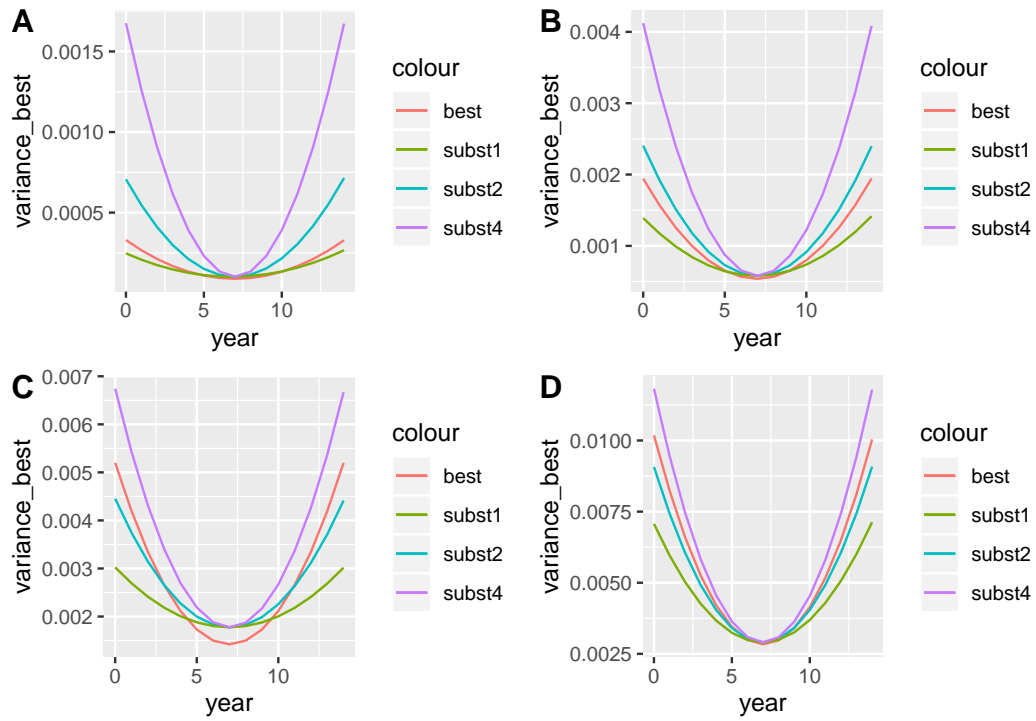 A
variance_best
0.0015
0.0010
0.0005
0
5
10
year
colour
best
subst1
subst2
subst4
B
variance_best
0.004
0.003
0.002
0.001
0
5
10
year
colour
best
subst1
subst2
subst4
C
variance_best
0.007
0.006
0.005
0.004
0.003
0.002
0
5
10
year
colour
best
subst1
subst2
subst4
D
variance_best
0.0100
0.0075
0.0050
0.0025
0
5
10
year
colour
best
subst1
subst2
subst4